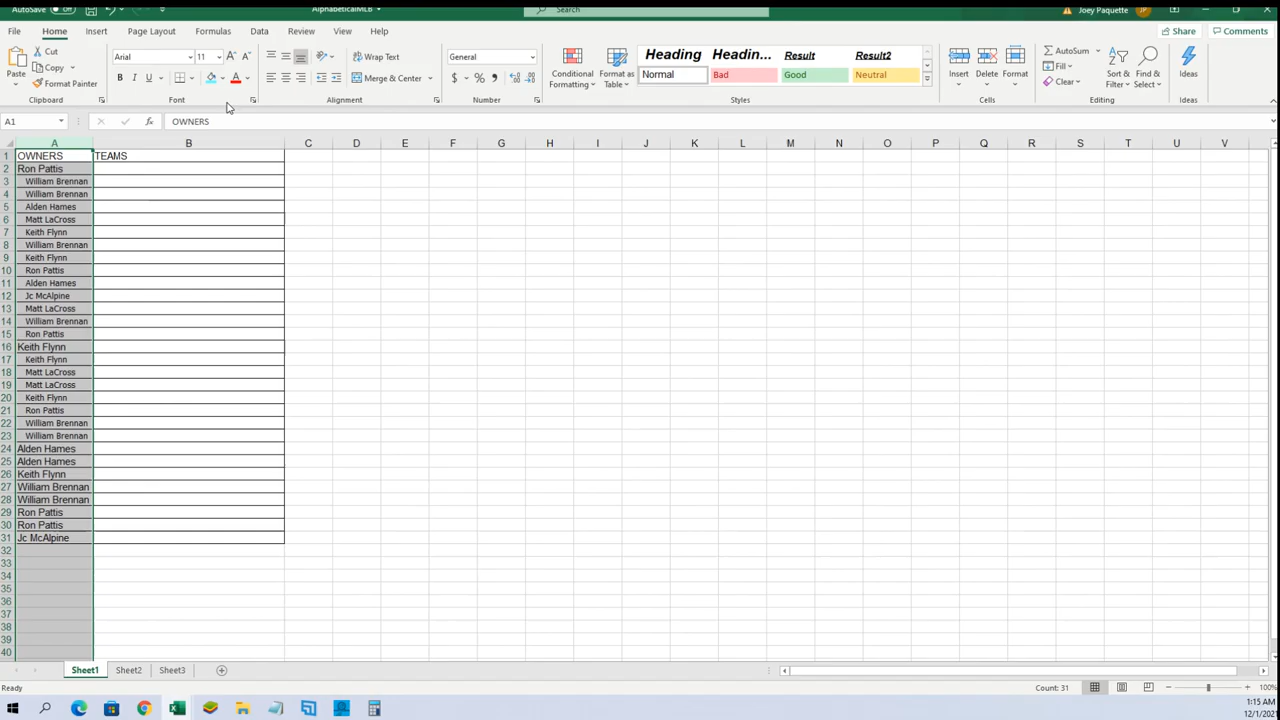 AutoSave Off AlphabeticalMLB Search Joey Paquette JP
File Home Insert Page Layout Formulas Data Review View Help Share Comments
Cut
Copy
Format Painter
Paste
Clipboard
Arial 11 A A
B I U A
Font
Wrap Text
Merge & Center
Alignment
General
$ % ,
Number
Conditional Formatting
Format as Table
Heading Headin... Result Result2
Normal Bad Good Neutral
Styles
Insert Delete Format
Cells
AutoSum
Fill
Clear
Sort & Filter
Find & Select
Editing
Ideas
Ideas
A1 fx OWNERS
A B C D E F G H I J K L M N O P Q R S T U V
1 OWNERS TEAMS
2 Ron Pattis
3 William Brennan
4 William Brennan
5 Alden Hames
6 Matt LaCross
7 Keith Flynn
8 William Brennan
9 Keith Flynn
10 Ron Pattis
11 Alden Hames
12 Jc McAlpine
13 Matt LaCross
14 William Brennan
15 Ron Pattis
16 Keith Flynn
17 Keith Flynn
18 Matt LaCross
19 Matt LaCross
20 Keith Flynn
21 Ron Pattis
22 William Brennan
23 William Brennan
24 Alden Hames
25 Alden Hames
26 Keith Flynn
27 William Brennan
28 William Brennan
29 Ron Pattis
30 Ron Pattis
31 Jc McAlpine
32
33
34
35
36
37
38
39
40
Sheet1 Sheet2 Sheet3
Ready Count: 31 100%
1:15 AM